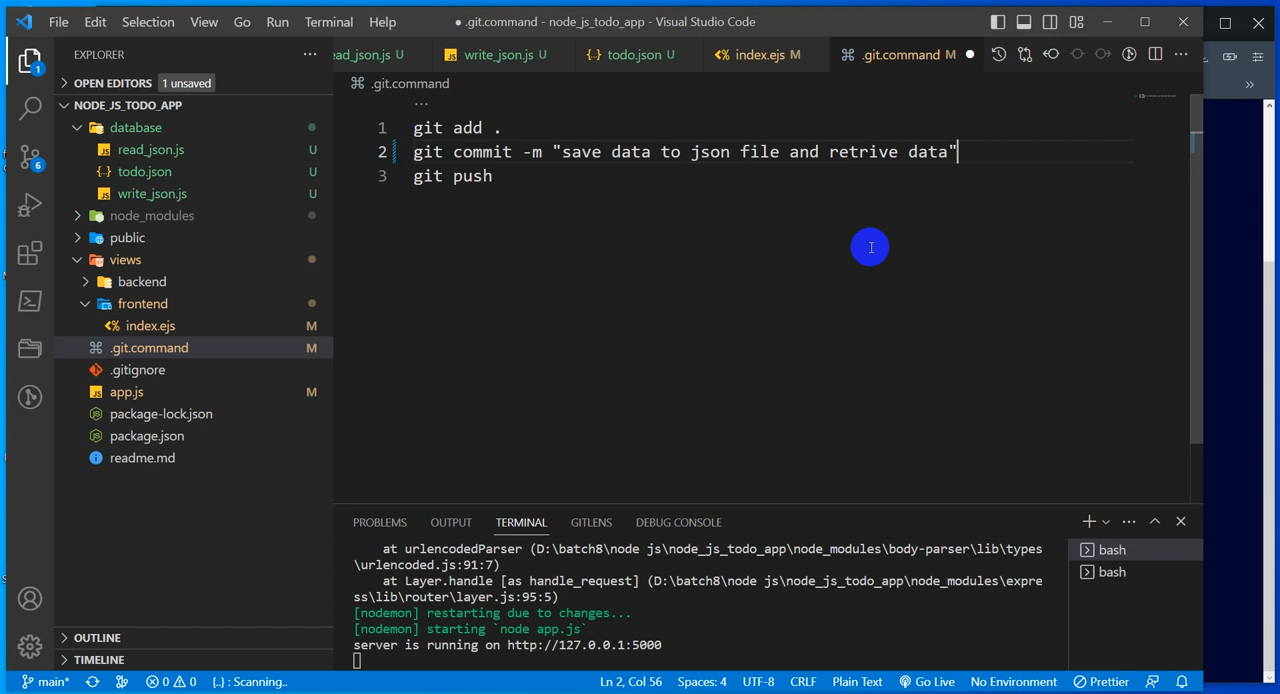 File Edit Selection View Go Run Terminal Help
● .git.command - node_js_todo_app - Visual Studio Code
EXPLORER
ead_json.js U
write_json.js U
todo.json U
index.ejs M
.git.command M
OPEN EDITORS 1 unsaved
.git.command
NODE_JS_TODO_APP
database
read_json.js U
todo.json U
write_json.js U
node_modules
public
views
backend
frontend
index.ejs M
.git.command M
.gitignore
app.js M
package-lock.json
package.json
readme.md
OUTLINE
TIMELINE
1
6
1 git add .
2 git commit -m "save data to json file and retrive data"
3 git push
PROBLEMS OUTPUT TERMINAL GITLENS DEBUG CONSOLE
at urlencodedParser (D:\batch8\node js\node_js_todo_app\node_modules\body-parser\lib\types
\urlencoded.js:91:7)
at Layer.handle [as handle_request] (D:\batch8\node js\node_js_todo_app\node_modules\expre
ss\lib\router\layer.js:95:5)
[nodemon] restarting due to changes...
[nodemon] starting `node app.js`
server is running on http://127.0.0.1:5000
bash
bash
main* 0 0 {..} : Scanning.. Ln 2, Col 56 Spaces: 4 UTF-8 CRLF Plain Text Go Live No Environment Prettier